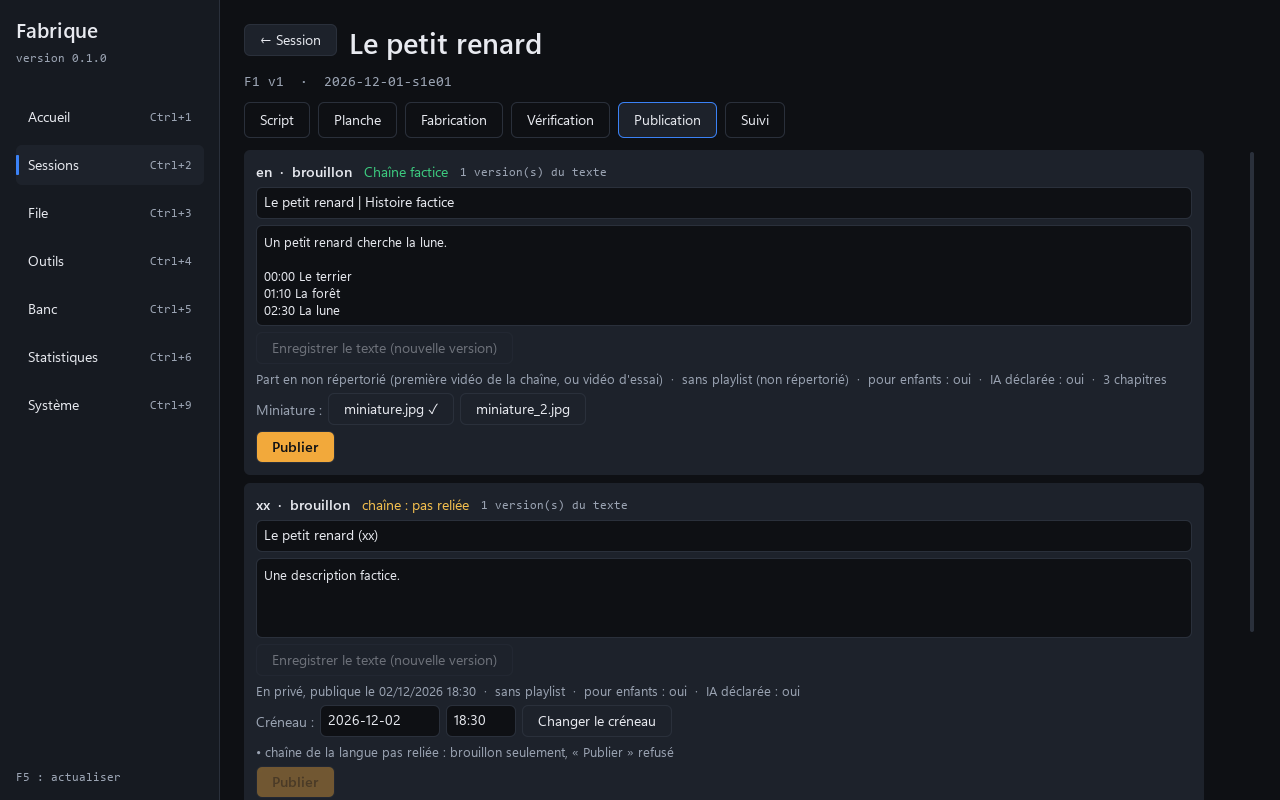 Fabrique
version 0.1.0
Accueil Ctrl+1
Sessions Ctrl+2
File Ctrl+3
Outils Ctrl+4
Banc Ctrl+5
Statistiques Ctrl+6
Système Ctrl+9
F5 : actualiser
← Session Le petit renard
F1 v1 · 2026-12-01-s1e01
Script Planche Fabrication Vérification Publication Suivi
en · brouillon Chaîne factice 1 version(s) du texte
Le petit renard | Histoire factice
Un petit renard cherche la lune.
00:00 Le terrier
01:10 La forêt
02:30 La lune
Enregistrer le texte (nouvelle version)
Part en non répertorié (première vidéo de la chaîne, ou vidéo d'essai) · sans playlist (non répertorié) · pour enfants : oui · IA déclarée : oui · 3 chapitres
Miniature : miniature.jpg ✓ miniature_2.jpg
Publier
xx · brouillon chaîne : pas reliée 1 version(s) du texte
Le petit renard (xx)
Une description factice.
Enregistrer le texte (nouvelle version)
En privé, publique le 02/12/2026 18:30 · sans playlist · pour enfants : oui · IA déclarée : oui
Créneau : 2026-12-02 18:30 Changer le créneau
• chaîne de la langue pas reliée : brouillon seulement, « Publier » refusé
Publier